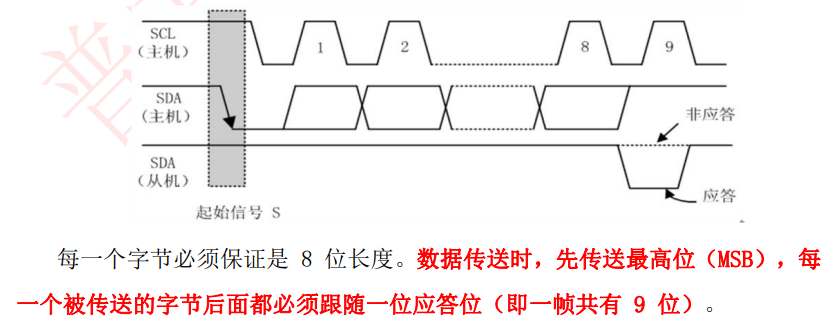 SCL
(主机)
1
2
8
9
SDA
(主机)
非应答
SDA
(从机)
应答
起始信号 S
每一个字节必须保证是 8 位长度。数据传送时，先传送最高位（MSB），每
一个被传送的字节后面都必须跟随一位应答位（即一帧共有 9 位）。